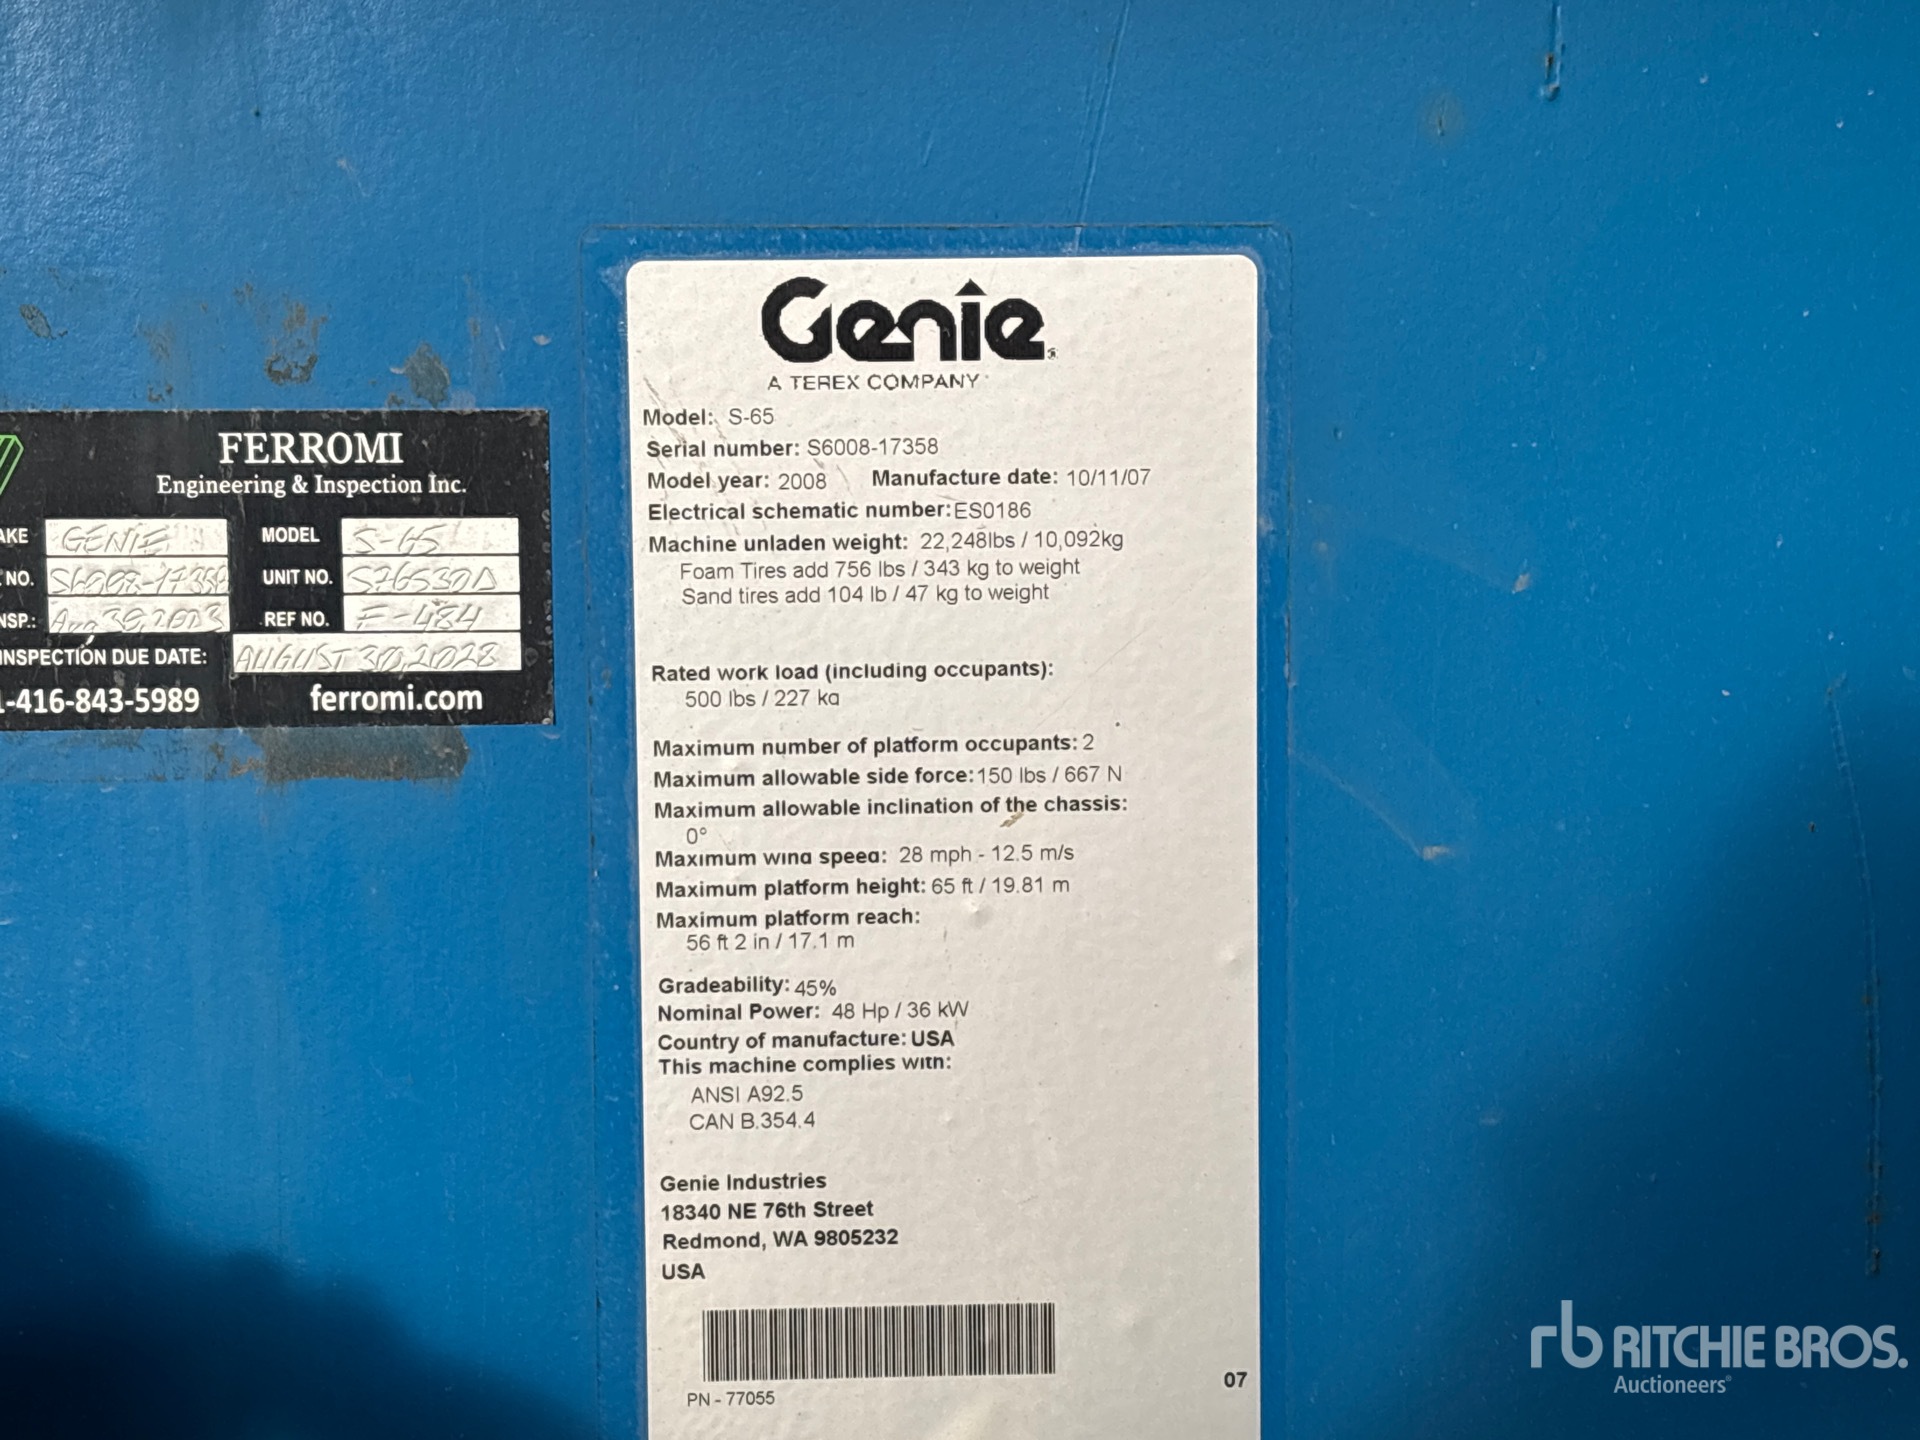 FERROMI
Engineering & Inspection Inc.
AKE GENIE MODEL S-65
NO. S6008-17358 UNIT NO. S76530A
NSP.: Aug 30, 2023 REF NO. F-484
INSPECTION DUE DATE: AUGUST 30, 2028
1-416-843-5989 ferromi.com
Genie
A TEREX COMPANY
Model: S-65
Serial number: S6008-17358
Model year: 2008 Manufacture date: 10/11/07
Electrical schematic number: ES0186
Machine unladen weight: 22,248lbs / 10,092kg
Foam Tires add 756 lbs / 343 kg to weight
Sand tires add 104 lb / 47 kg to weight
Rated work load (including occupants):
500 lbs / 227 kg
Maximum number of platform occupants: 2
Maximum allowable side force: 150 lbs / 667 N
Maximum allowable inclination of the chassis:
0°
Maximum wind speed: 28 mph - 12.5 m/s
Maximum platform height: 65 ft / 19.81 m
Maximum platform reach:
56 ft 2 in / 17.1 m
Gradeability: 45%
Nominal Power: 48 Hp / 36 kW
Country of manufacture: USA
This machine complies with:
ANSI A92.5
CAN B.354.4
Genie Industries
18340 NE 76th Street
Redmond, WA 9805232
USA
PN - 77055
07
rb RITCHIE BROS.
Auctioneers®